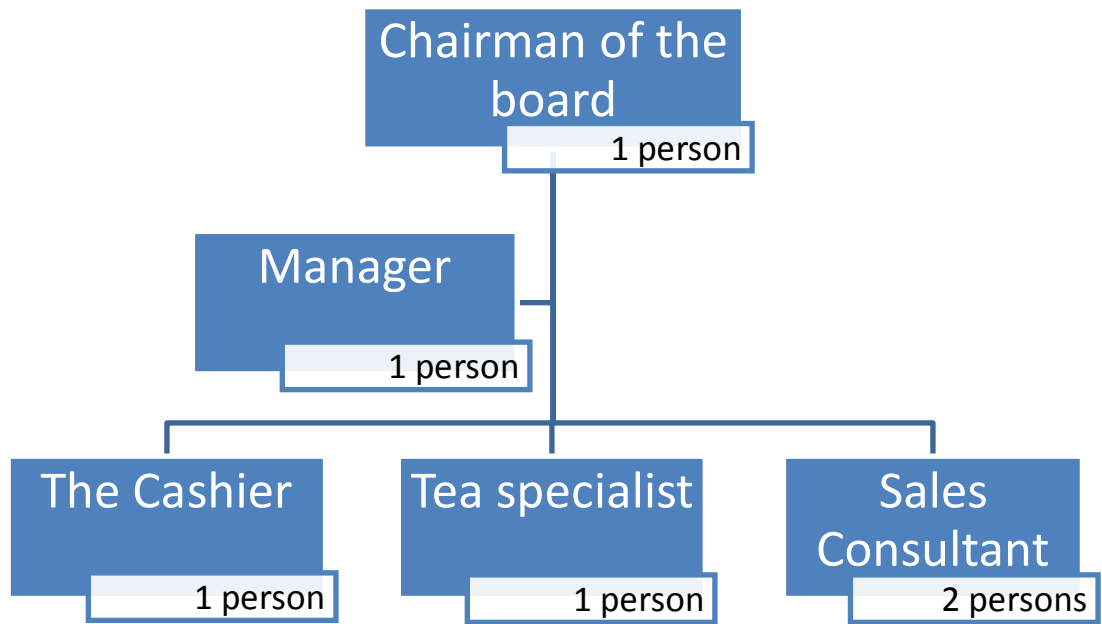 Chairman of the
board
1 person
Manager
1 person
The Cashier
1 person
Tea specialist
1 person
Sales
Consultant
2 persons